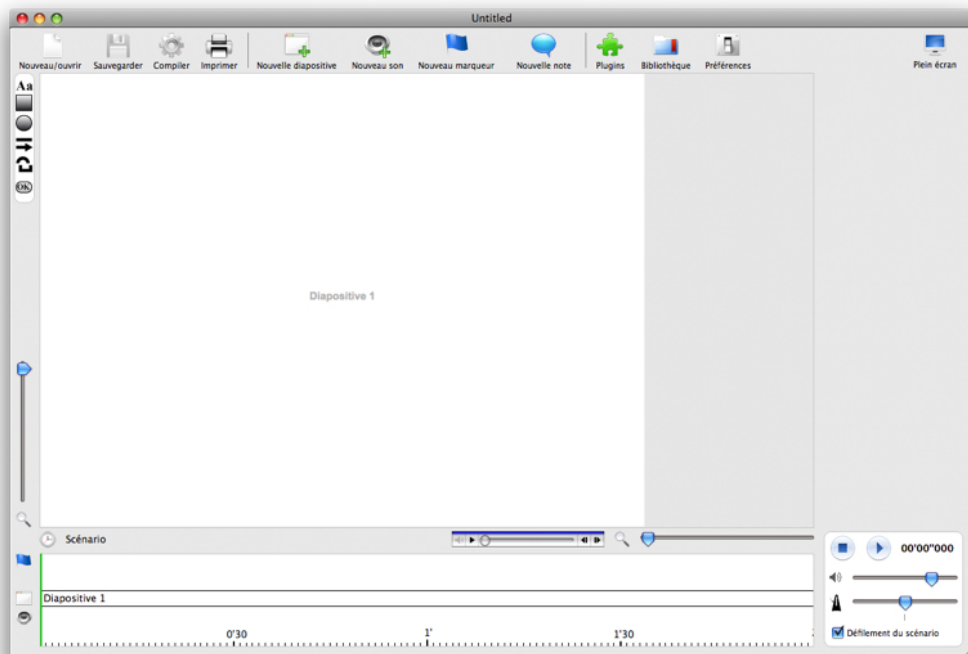 Untitled
Nouveau/ouvrir Sauvegarder Compiler Imprimer Nouvelle diapositive Nouveau son Nouveau marqueur Nouvelle note Plugins Bibliothèque Préférences Plein écran
Aa
OK
Diapositive 1
Scénario
00'00"000
Diapositive 1
0'30 1' 1'30
Défilement du scénario